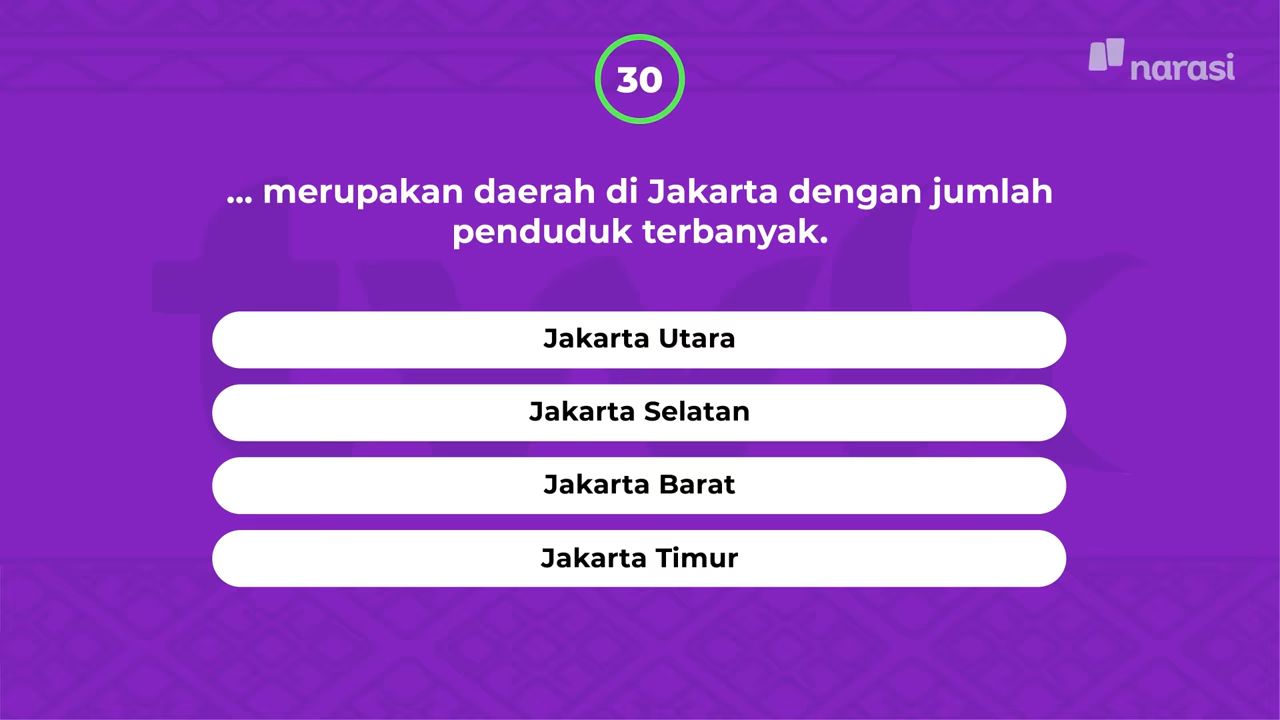 30
narasi
... merupakan daerah di Jakarta dengan jumlah
penduduk terbanyak.
Jakarta Utara
Jakarta Selatan
Jakarta Barat
Jakarta Timur